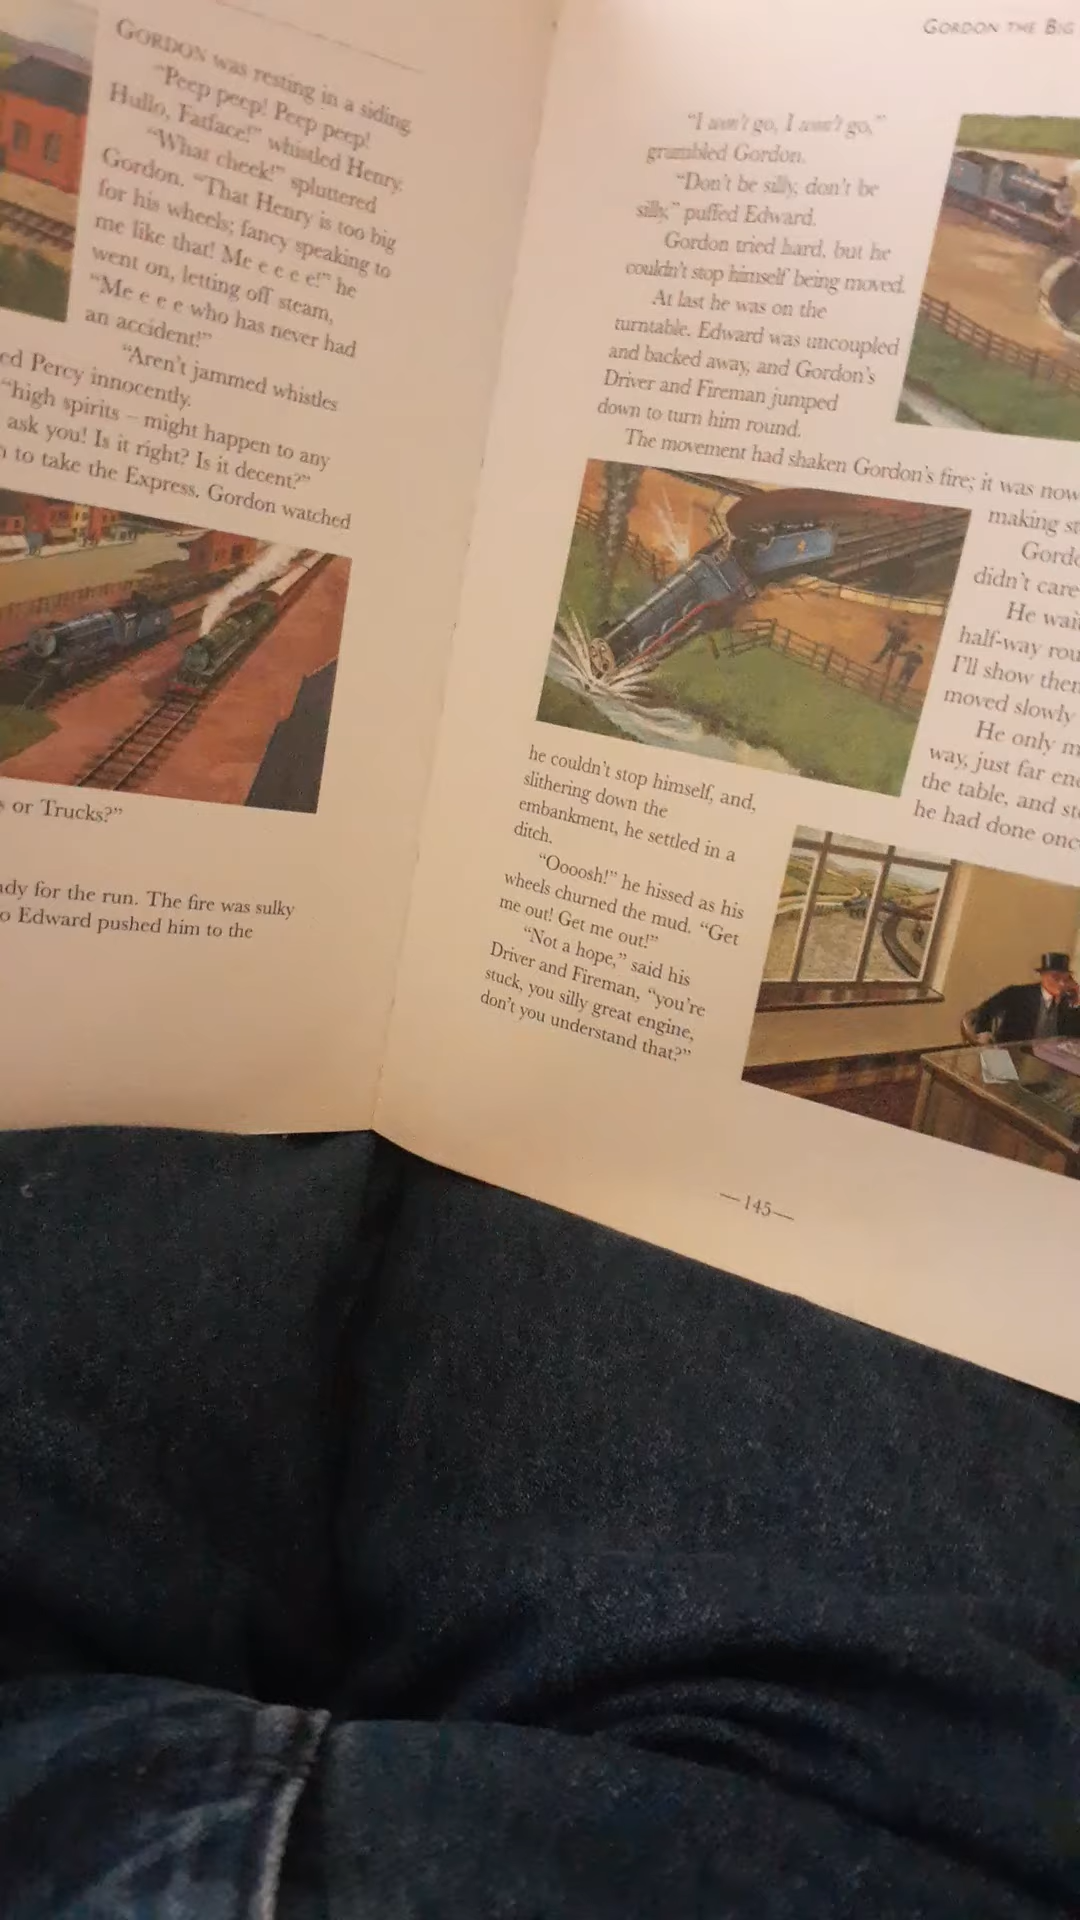 GORDON was resting in a siding.
“Peep peep! Peep peep!
Hullo, Fatface!” whistled Henry.
“What cheek!” spluttered
Gordon. “That Henry is too big
for his wheels; fancy speaking to
me like that! Me e e e e!” he
went on, letting off steam,
“Me e e e who has never had
an accident!”
“Aren’t jammed whistles
ed Percy innocently.
“high spirits – might happen to any
ask you! Is it right? Is it decent?”
to take the Express. Gordon watched
or Trucks?”
dy for the run. The fire was sulky
o Edward pushed him to the
GORDON THE BIG
“I won’t go, I won’t go,”
grumbled Gordon.
“Don’t be silly, don’t be
silly,” puffed Edward.
Gordon tried hard, but he
couldn’t stop himself being moved.
At last he was on the
turntable. Edward was uncoupled
and backed away, and Gordon’s
Driver and Fireman jumped
down to turn him round.
The movement had shaken Gordon’s fire; it was now
making st
Gord
didn’t care
He wai
half-way rou
I’ll show them
moved slowly
He only m
way, just far en
the table, and st
he had done onc
he couldn’t stop himself, and,
slithering down the
embankment, he settled in a
ditch.
“Oooosh!” he hissed as his
wheels churned the mud. “Get
me out! Get me out!”
“Not a hope,” said his
Driver and Fireman, “you’re
stuck, you silly great engine,
don’t you understand that?”
—145—